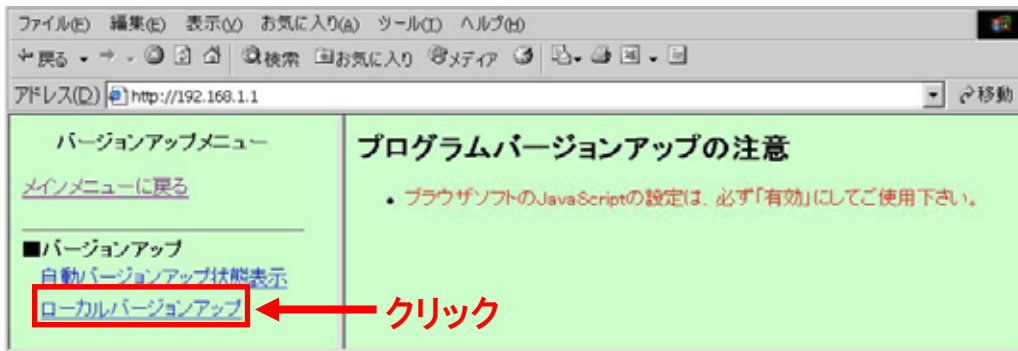 ファイル(E) 編集(E) 表示(V) お気に入り(A) ツール(T) ヘルプ(H)
戻る 検索 お気に入り メディア
アドレス(D) http://192.168.1.1 移動
バージョンアップメニュー
メインメニューに戻る
■バージョンアップ
自動バージョンアップ状態表示
ローカルバージョンアップ
クリック
プログラムバージョンアップの注意
• ブラウザソフトのJavaScriptの設定は、必ず「有効」にしてご使用下さい。